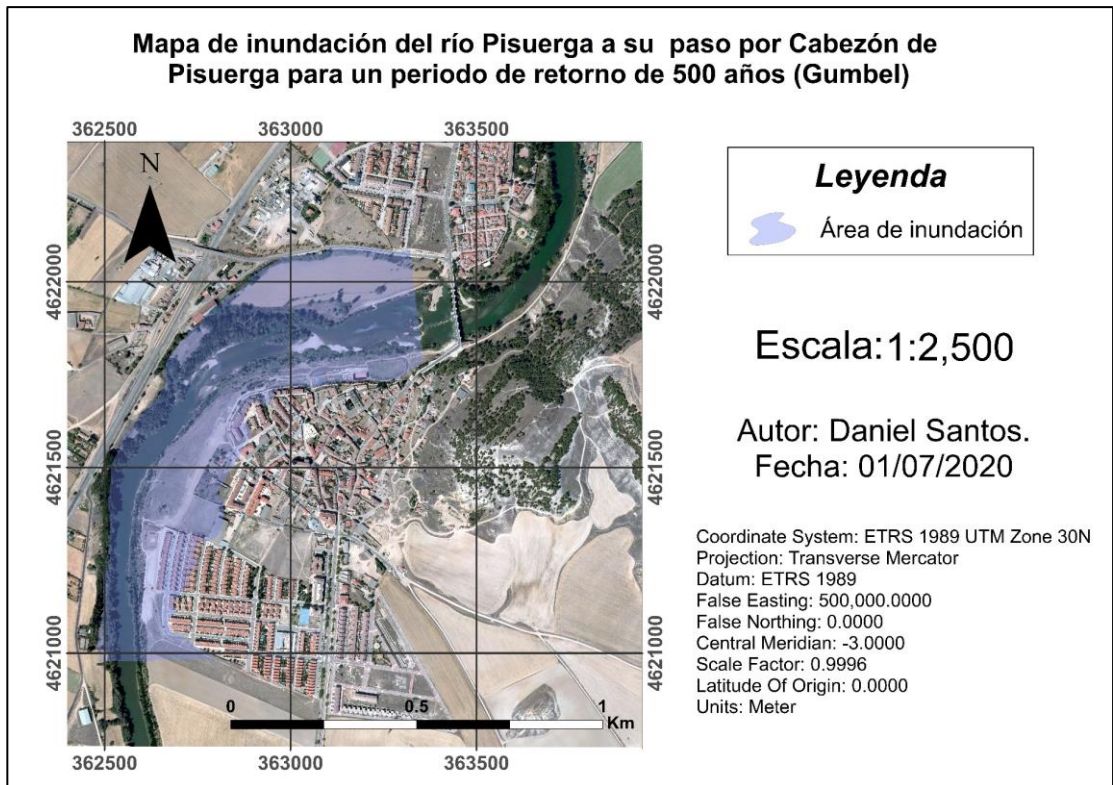 Mapa de inundación del río Pisuerga a su  paso por Cabezón de
Pisuerga para un periodo de retorno de 500 años (Gumbel)
362500 363000 363500
N
4622000 4622000
4621500 4621500
4621000 4621000
0 0.5 1
Km
362500 363000 363500
Leyenda
Área de inundación
Escala:1:2,500
Autor: Daniel Santos.
Fecha: 01/07/2020
Coordinate System: ETRS 1989 UTM Zone 30N
Projection: Transverse Mercator
Datum: ETRS 1989
False Easting: 500,000.0000
False Northing: 0.0000
Central Meridian: -3.0000
Scale Factor: 0.9996
Latitude Of Origin: 0.0000
Units: Meter